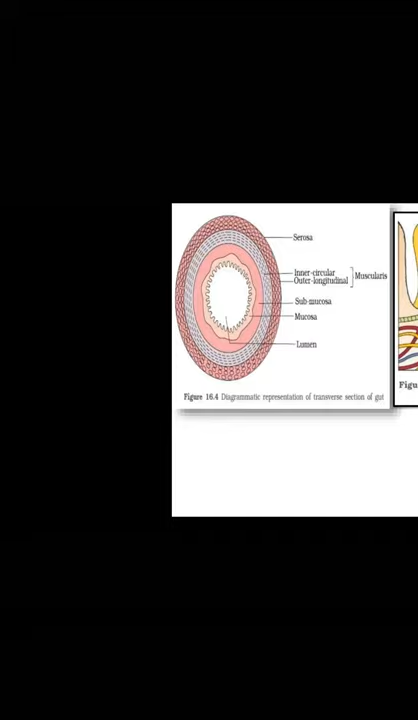 Serosa
Inner-circular
Outer-longitudinal
Muscularis
Sub-mucosa
Mucosa
Lumen
Figure 16.4 Diagrammatic representation of transverse section of gut
Figu